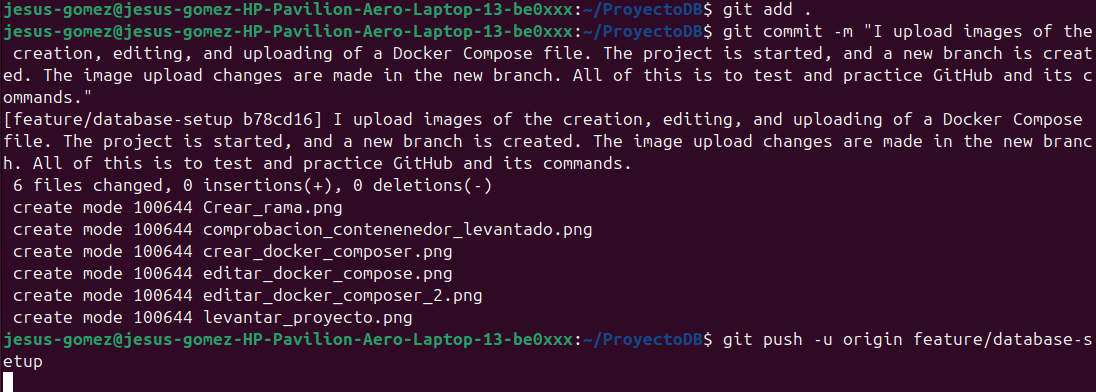 jesus-gomez@jesus-gomez-HP-Pavilion-Aero-Laptop-13-be0xxx:~/ProyectoDB$ git add .
jesus-gomez@jesus-gomez-HP-Pavilion-Aero-Laptop-13-be0xxx:~/ProyectoDB$ git commit -m "I upload images of the
 creation, editing, and uploading of a Docker Compose file. The project is started, and a new branch is creat
ed. The image upload changes are made in the new branch. All of this is to test and practice GitHub and its c
ommands."
[feature/database-setup b78cd16] I upload images of the creation, editing, and uploading of a Docker Compose
file. The project is started, and a new branch is created. The image upload changes are made in the new branc
h. All of this is to test and practice GitHub and its commands.
 6 files changed, 0 insertions(+), 0 deletions(-)
 create mode 100644 Crear_rama.png
 create mode 100644 comprobacion_contenenedor_levantado.png
 create mode 100644 crear_docker_composer.png
 create mode 100644 editar_docker_compose.png
 create mode 100644 editar_docker_composer_2.png
 create mode 100644 levantar_proyecto.png
jesus-gomez@jesus-gomez-HP-Pavilion-Aero-Laptop-13-be0xxx:~/ProyectoDB$ git push -u origin feature/database-s
etup